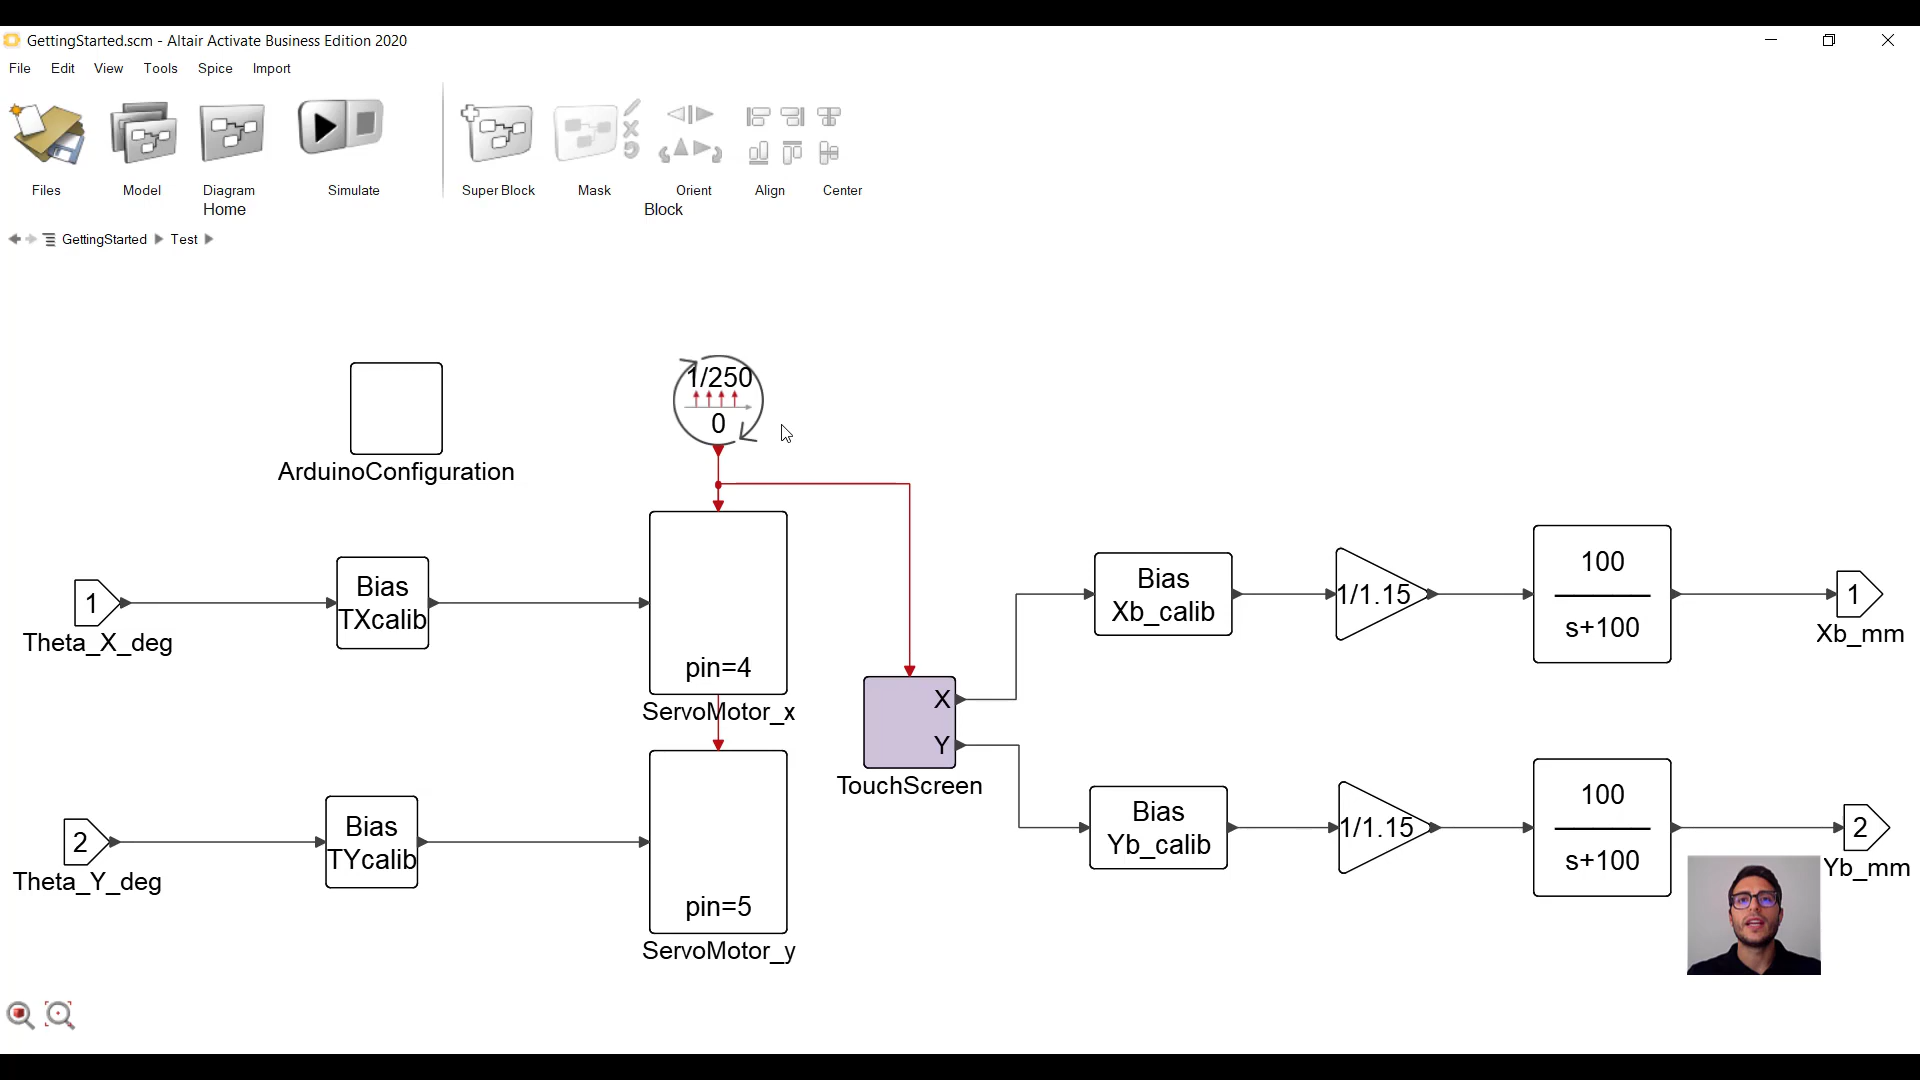 GettingStarted.scm - Altair Activate Business Edition 2020
File Edit View Tools Spice Import
Files Model Diagram Simulate Super Block Mask Orient Align Center
Home Block
GettingStarted Test
1/250
0
ArduinoConfiguration
1
Theta_X_deg
Bias
TXcalib
pin=4
ServoMotor_x
2
Theta_Y_deg
Bias
TYcalib
pin=5
ServoMotor_y
X
Y
TouchScreen
Bias
Xb_calib
1/1.15
100
s+100
1
Xb_mm
Bias
Yb_calib
1/1.15
100
s+100
2
Yb_mm